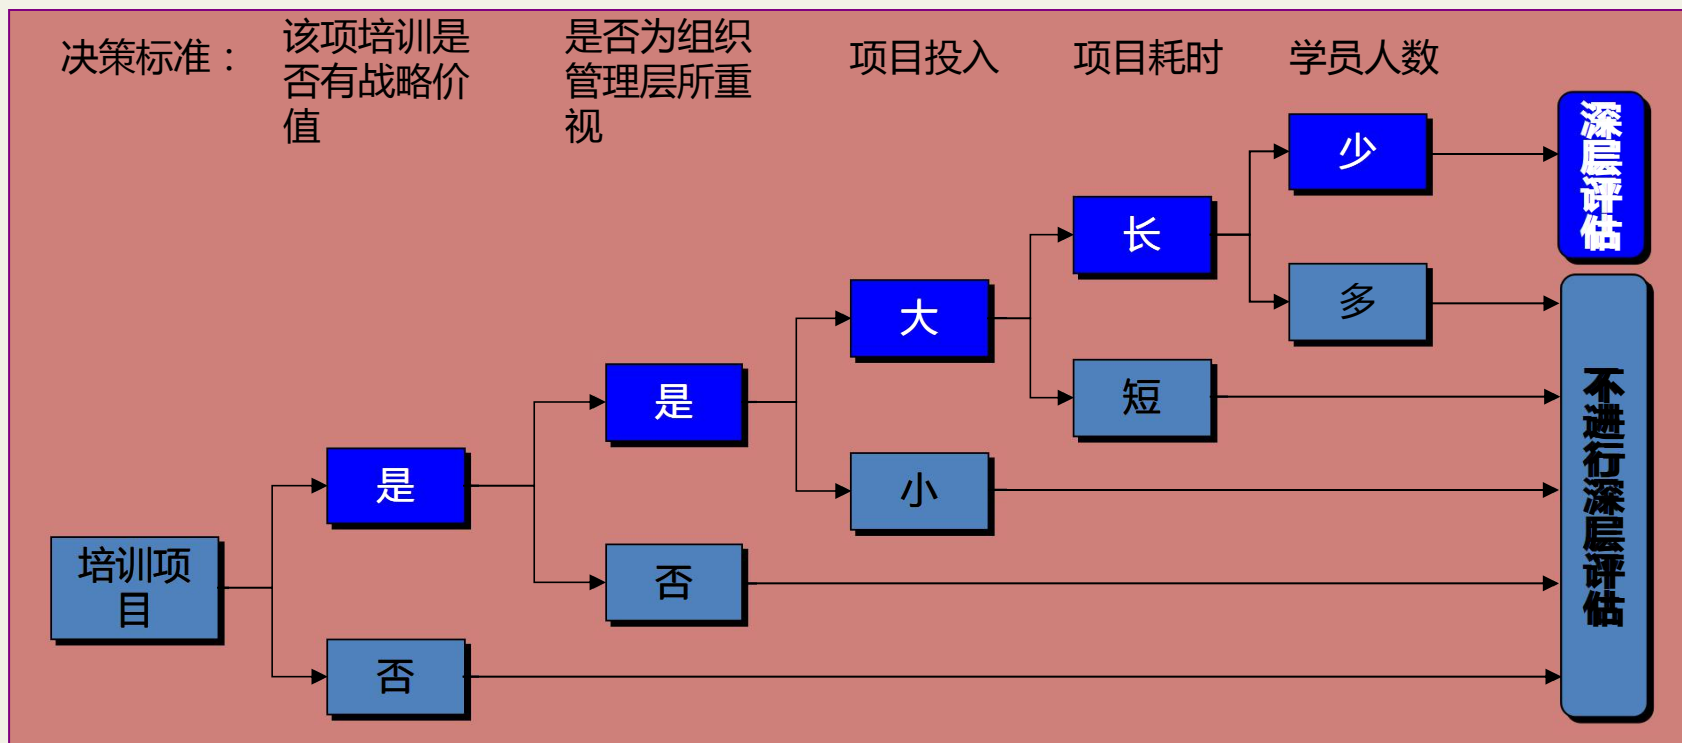 决策标准：
该项培训是
否有战略价
值
是否为组织
管理层所重
视
项目投入
项目耗时
学员人数
少
深层评估
长
多
大
短
是
不进行深层评估
是
小
培训项
目
否
否